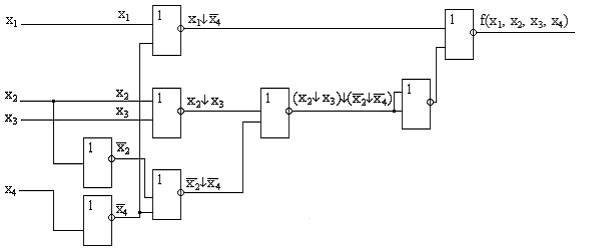 x₁ x₁ 1 x₁↓x̅₄ 1 f(x₁, x₂, x₃, x₄)
x₂ x₂ 1 x₂↓x₃ 1 (x₂↓x₃)↓(x̅₂↓x̅₄) 1
x₃ x₃
1 x̅₂
1 x̅₂↓x̅₄
x₄ 1 x̅₄